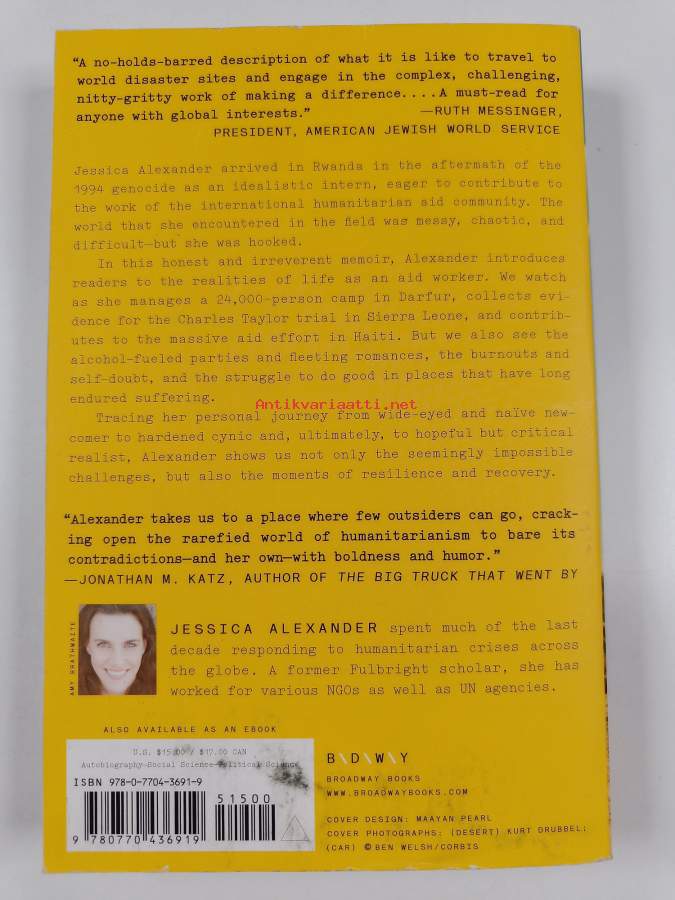 “A no-holds-barred description of what it is like to travel to
world disaster sites and engage in the complex, challenging,
nitty-gritty work of making a difference....A must-read for
anyone with global interests.” —RUTH MESSINGER,
PRESIDENT, AMERICAN JEWISH WORLD SERVICE
Jessica Alexander arrived in Rwanda in the aftermath of the
1994 genocide as an idealistic intern, eager to contribute to
the work of the international humanitarian aid community. The
world that she encountered in the field was messy, chaotic, and
difficult—but she was hooked.
In this honest and irreverent memoir, Alexander introduces
readers to the realities of life as an aid worker. We watch
as she manages a 24,000-person camp in Darfur, collects evi-
dence for the Charles Taylor trial in Sierra Leone, and contrib-
utes to the massive aid effort in Haiti. But we also see the
alcohol-fueled parties and fleeting romances, the burnouts and
self-doubt, and the struggle to do good in places that have long
endured suffering.
Antikvariaatti.net
Tracing her personal journey from wide-eyed and naïve new-
comer to hardened cynic and, ultimately, to hopeful but critical
realist, Alexander shows us not only the seemingly impossible
challenges, but also the moments of resilience and recovery.
“Alexander takes us to a place where few outsiders can go, crack-
ing open the rarefied world of humanitarianism to bare its
contradictions—and her own—with boldness and humor.”
—JONATHAN M. KATZ, AUTHOR OF THE BIG TRUCK THAT WENT BY
AMY BRATHWAITE
JESSICA ALEXANDER spent much of the last
decade responding to humanitarian crises across
the globe. A former Fulbright scholar, she has
worked for various NGOs as well as UN agencies.
ALSO AVAILABLE AS AN EBOOK
U.S. $15.00 / $17.00 CAN
Autobiography—Social Science—Political Science
ISBN 978-0-7704-3691-9
51500
9 780770 436919
B\D\W\Y
BROADWAY BOOKS
WWW.BROADWAYBOOKS.COM
COVER DESIGN: MAAYAN PEARL
COVER PHOTOGRAPHS: (DESERT) KURT DRUBBEL;
(CAR) © BEN WELSH/CORBIS